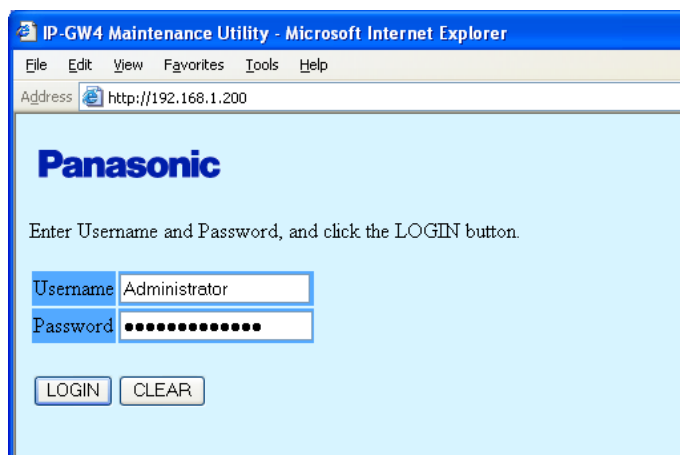 IP-GW4 Maintenance Utility - Microsoft Internet Explorer
File Edit View Favorites Tools Help
Address http://192.168.1.200
Panasonic
Enter Username and Password, and click the LOGIN button.
Username Administrator
Password •••••••••••••
LOGIN CLEAR